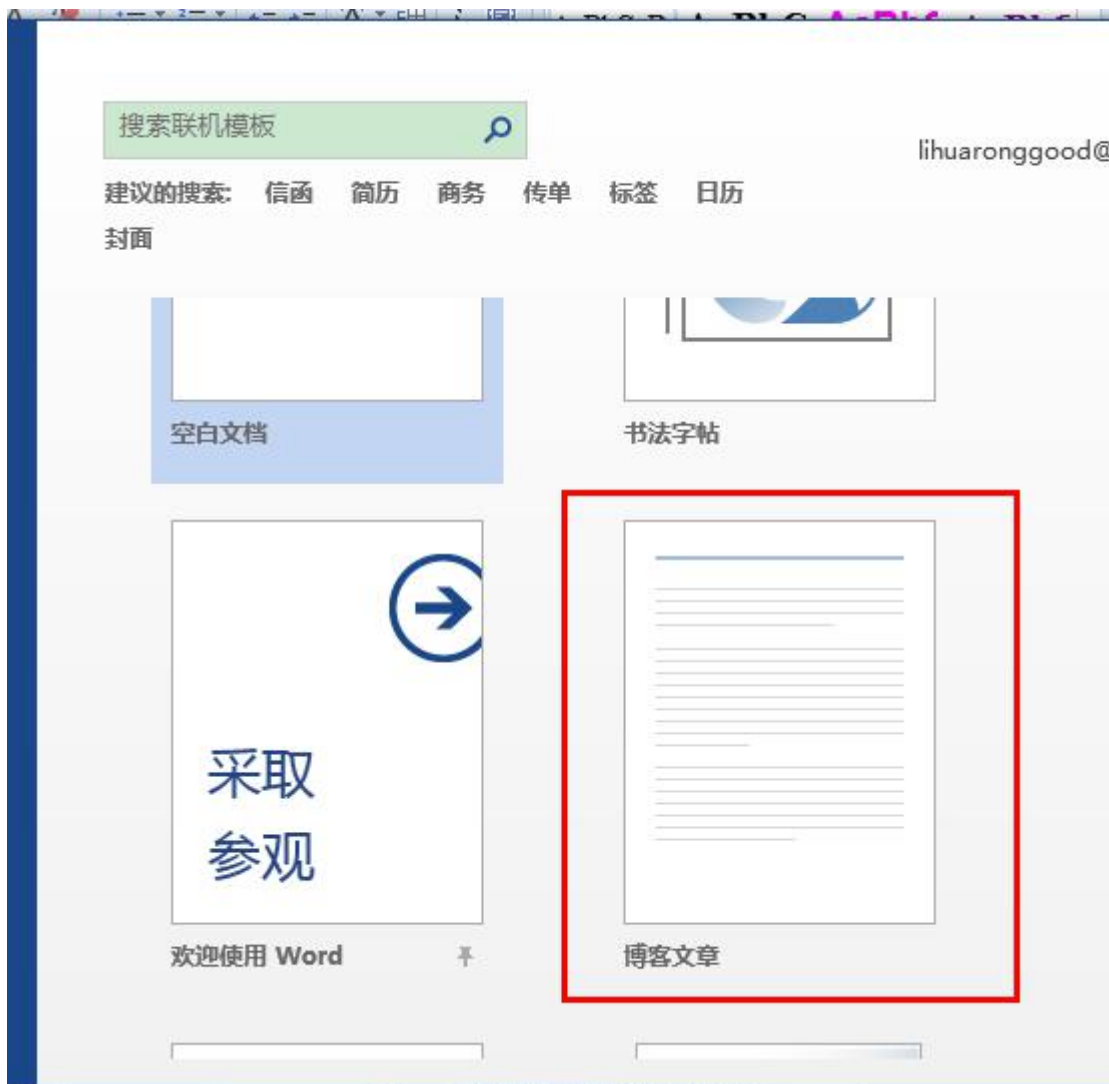 搜索联机模板
lihuaronggood@
建议的搜索: 信函 简历 商务 传单 标签 日历
封面
空白文档
书法字帖
采取
参观
欢迎使用 Word
博客文章